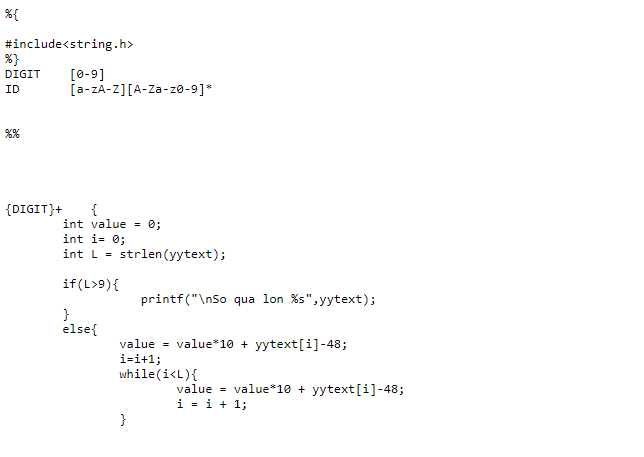 %{
#include<string.h>
%}
DIGIT    [0-9]
ID       [a-zA-Z][A-Za-z0-9]*
%%
{DIGIT}+    {
        int value = 0;
        int i= 0;
        int L = strlen(yytext);
        if(L>9){
                   printf("\nSo qua lon %s",yytext);
        }
        else{
                value = value*10 + yytext[i]-48;
                i=i+1;
                while(i<L){
                        value = value*10 + yytext[i]-48;
                        i = i + 1;
                }